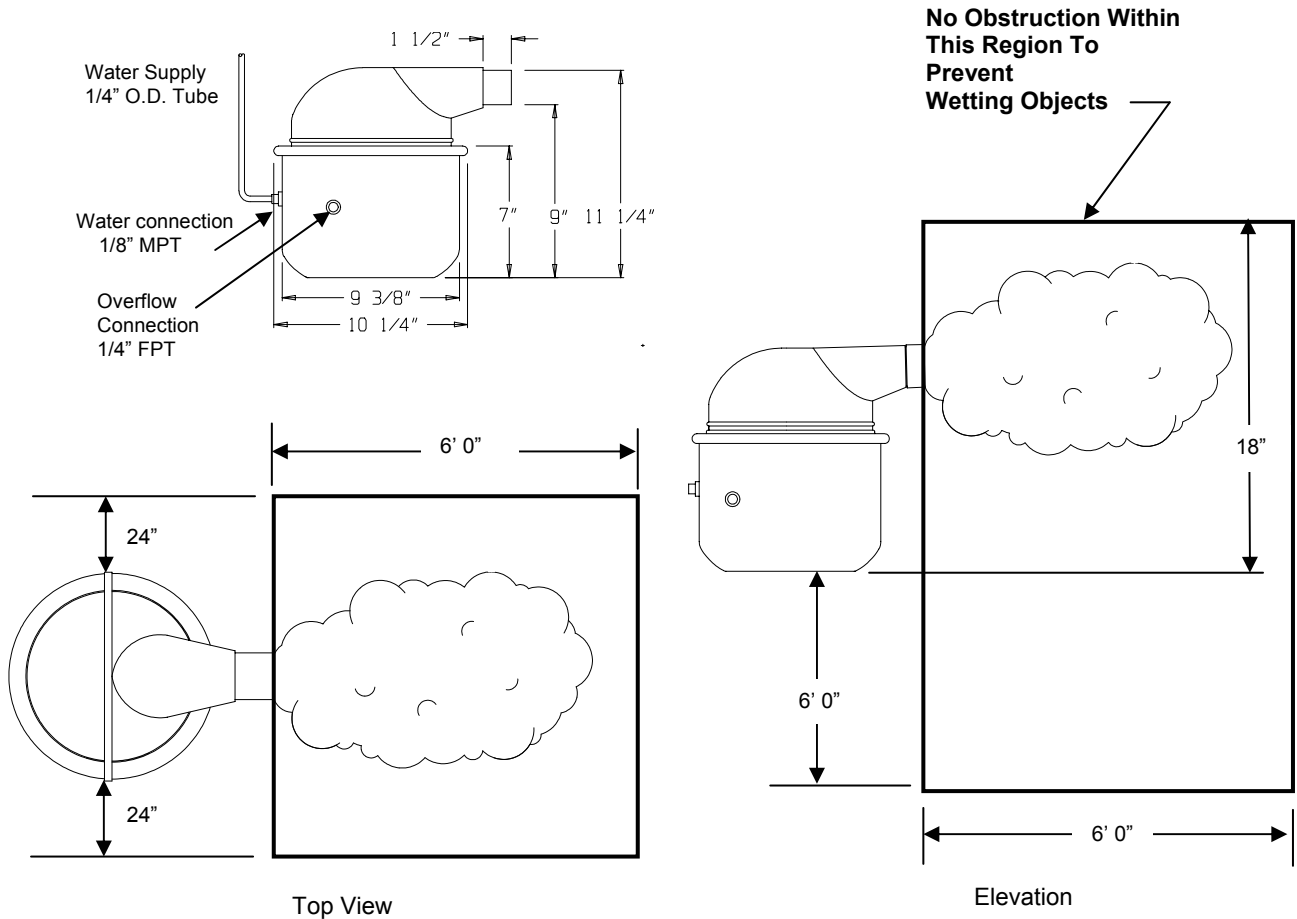 No Obstruction Within
This Region To
Prevent
Wetting Objects
1 1/2"
Water Supply
1/4” O.D. Tube
7"
9"
11 1/4"
Water connection
1/8” MPT
9 3/8"
10 1/4"
Overflow
Connection
1/4” FPT
6’ 0”
24”
24”
Top View
18”
6’ 0”
6’ 0”
Elevation